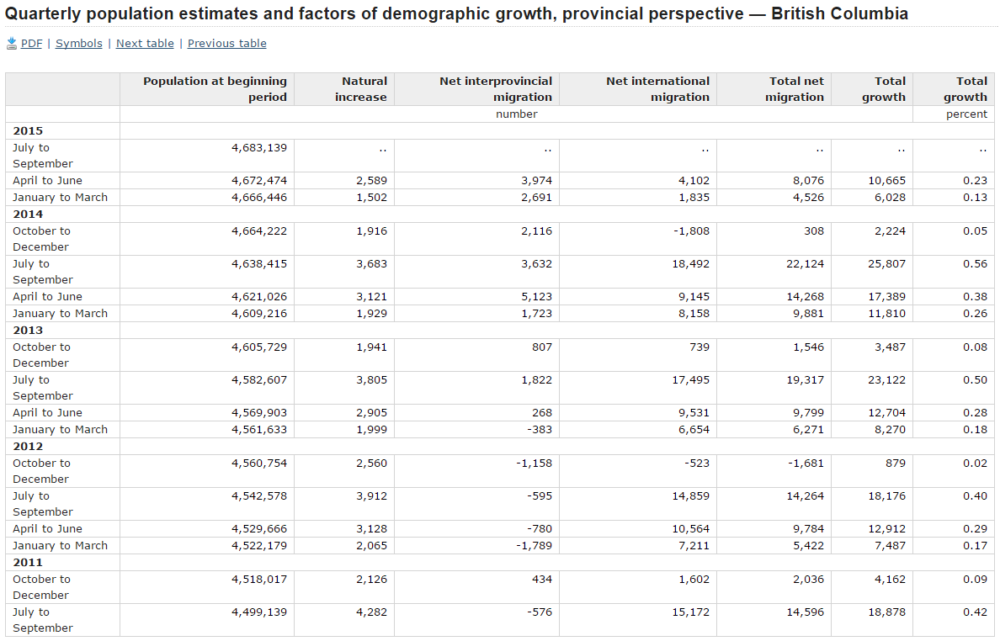 Quarterly population estimates and factors of demographic growth, provincial perspective — British Columbia
PDF | Symbols | Next table | Previous table
Population at beginning period Natural increase Net interprovincial migration Net international migration Total net migration Total growth Total growth
number percent
2015
July to September 4,683,139 .. .. .. .. .. ..
April to June 4,672,474 2,589 3,974 4,102 8,076 10,665 0.23
January to March 4,666,446 1,502 2,691 1,835 4,526 6,028 0.13
2014
October to December 4,664,222 1,916 2,116 -1,808 308 2,224 0.05
July to September 4,638,415 3,683 3,632 18,492 22,124 25,807 0.56
April to June 4,621,026 3,121 5,123 9,145 14,268 17,389 0.38
January to March 4,609,216 1,929 1,723 8,158 9,881 11,810 0.26
2013
October to December 4,605,729 1,941 807 739 1,546 3,487 0.08
July to September 4,582,607 3,805 1,822 17,495 19,317 23,122 0.50
April to June 4,569,903 2,905 268 9,531 9,799 12,704 0.28
January to March 4,561,633 1,999 -383 6,654 6,271 8,270 0.18
2012
October to December 4,560,754 2,560 -1,158 -523 -1,681 879 0.02
July to September 4,542,578 3,912 -595 14,859 14,264 18,176 0.40
April to June 4,529,666 3,128 -780 10,564 9,784 12,912 0.29
January to March 4,522,179 2,065 -1,789 7,211 5,422 7,487 0.17
2011
October to December 4,518,017 2,126 434 1,602 2,036 4,162 0.09
July to September 4,499,139 4,282 -576 15,172 14,596 18,878 0.42